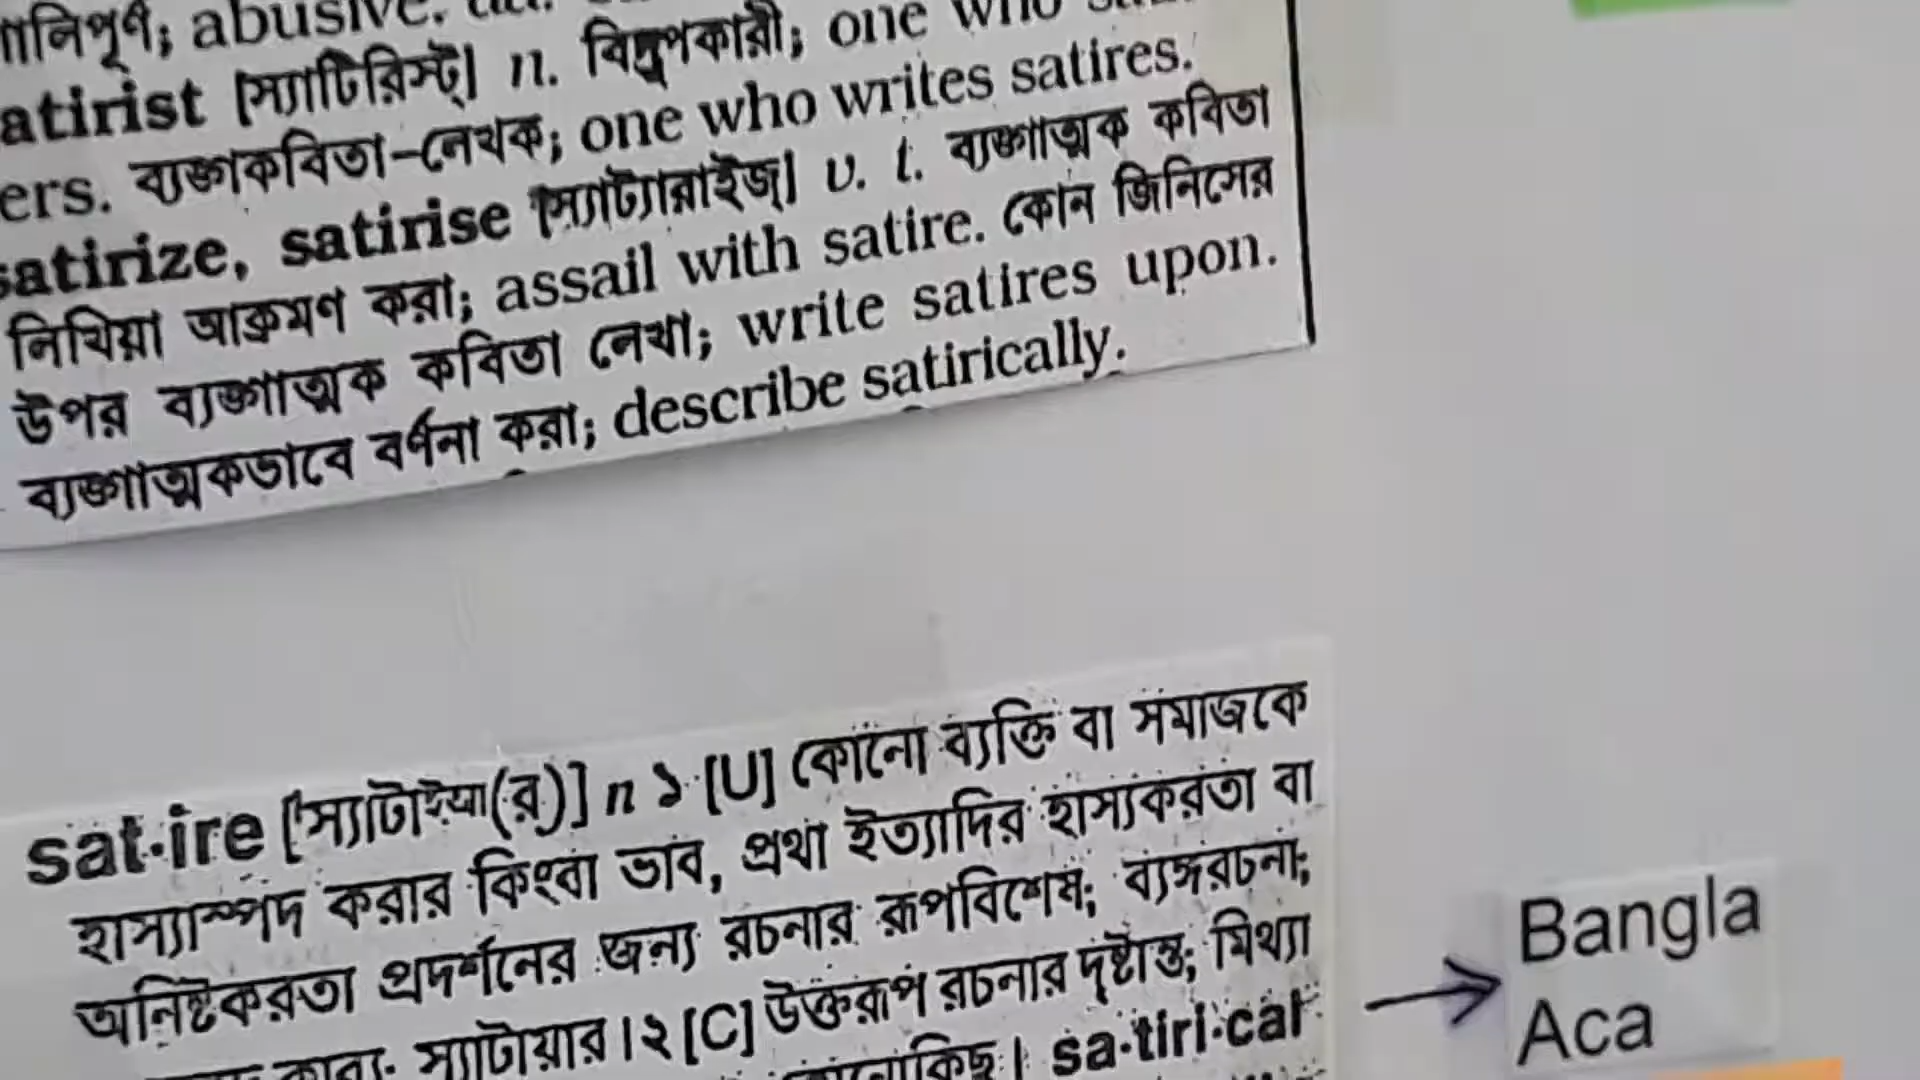 abusive.
atirist [স্যাটিরিস্ট্] n. বিদ্রূপকারী; one who
ers. ব্যঙ্গকবিতা-লেখক; one who writes satires.
satirize, satirise [স্যাট্যারাইজ্] v. t. ব্যঙ্গাত্মক কবিতা
লিখিয়া আক্রমণ করা; assail with satire. কোন জিনিসের
উপর ব্যঙ্গাত্মক কবিতা লেখা; write satires upon.
ব্যঙ্গাত্মকভাবে বর্ণনা করা; describe satirically.
sat·ire ['স্যাটাইয়া(র্)] n ১ [U] কোনো ব্যক্তি বা সমাজকে
হাস্যাস্পদ করার কিংবা ভাব, প্রথা ইত্যাদির হাস্যকরতা বা
অনিষ্টকরতা প্রদর্শনের জন্য রচনার রূপবিশেষ; ব্যঙ্গরচনা;
স্যাটায়ার। ২ [C] উক্তরূপ রচনার দৃষ্টান্ত; মিথ্যা
sa·tiri·cal
Bangla
Aca